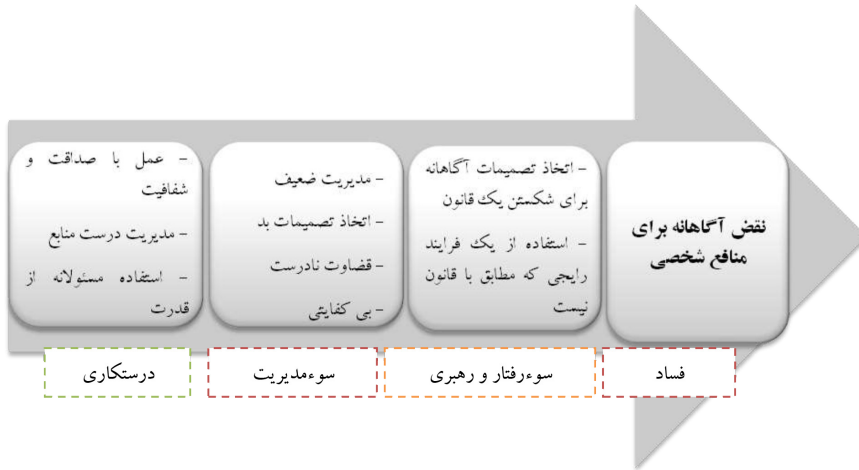 - عمل با صداقت و
شفافیت
- مدیریت درست منابع
- استفاده مسئولانه از
قدرت
- مدیریت ضعیف
- اتخاذ تصمیمات بد
- قضاوت نادرست
- بی کفایتی
- اتخاذ تصمیمات آگاهانه
برای شکستن یک قانون
- استفاده از یک فرایند
رایجی که مطابق با قانون
نیست
نقض آگاهانه برای
منافع شخصی
درستکاری
سوءمدیریت
سوءرفتار و رهبری
فساد